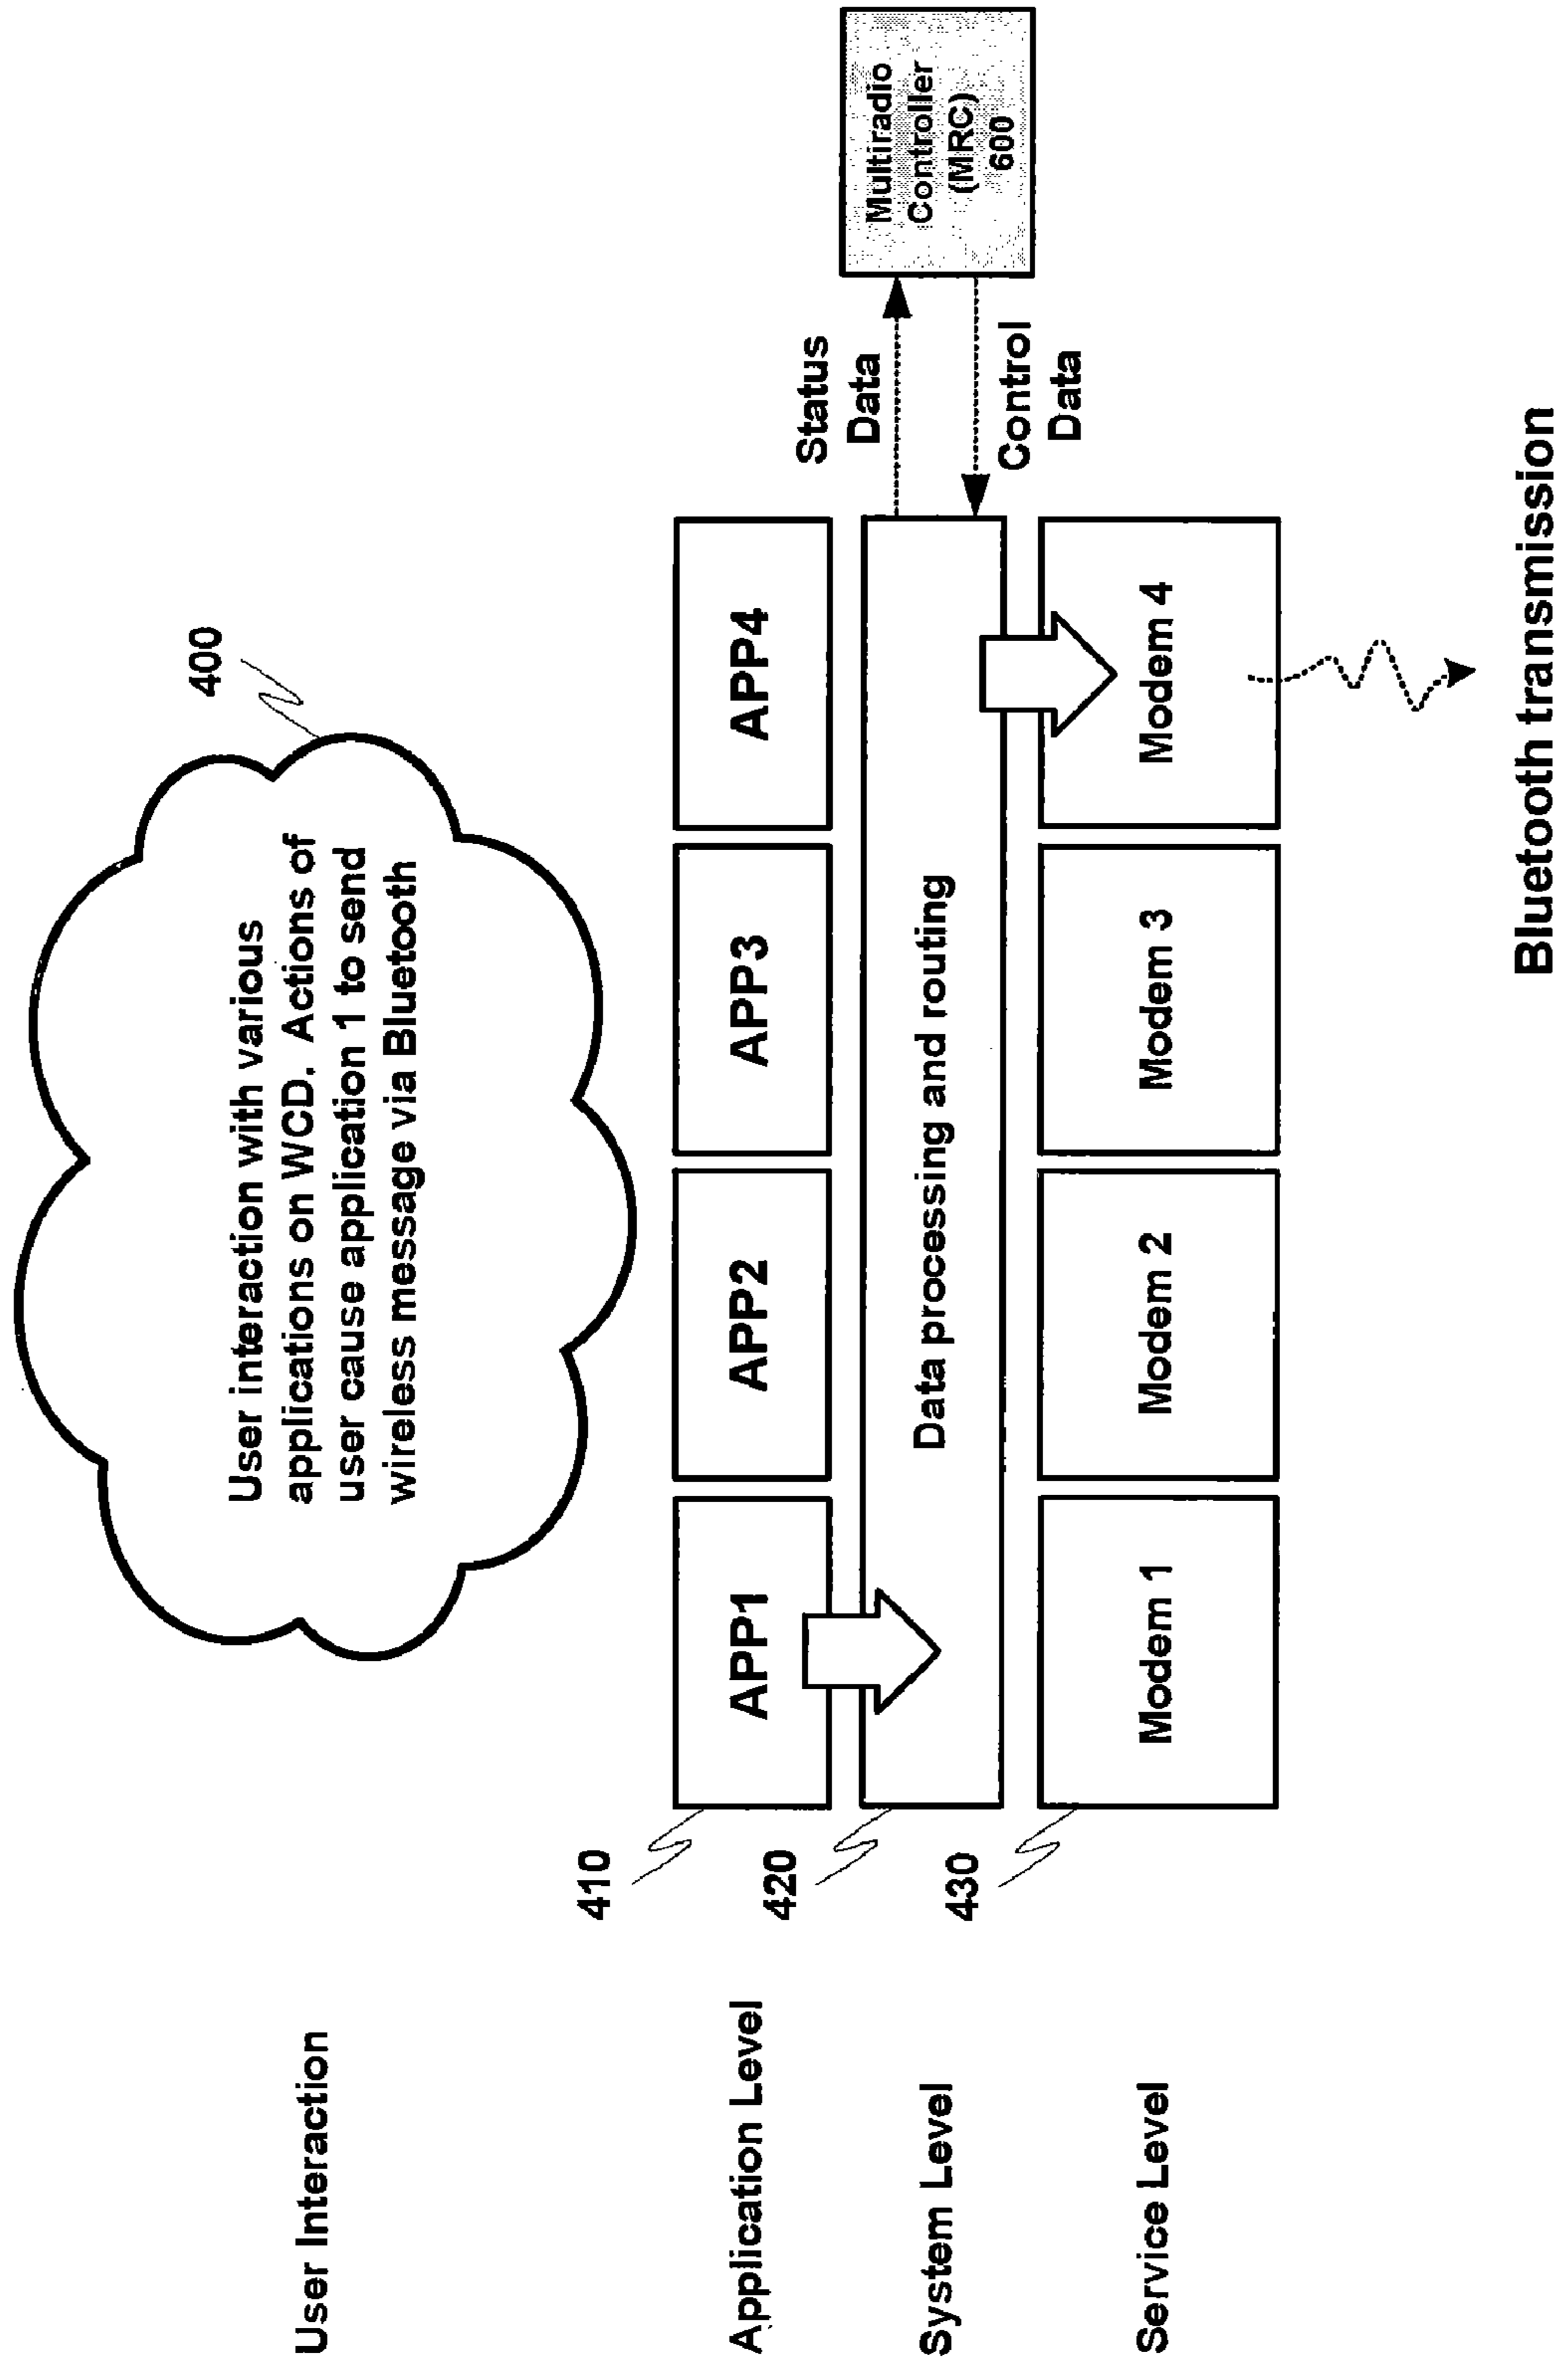 User Interaction
400
User interaction with various
applications on WCD. Actions of
user cause application 1 to send
wireless message via Bluetooth
Application Level
410
APP1
APP2
APP3
APP4
System Level
420
Data processing and routing
Status
Data
Control
Data
Multiradio
Controller
(MRC)
600
Service Level
430
Modem 1
Modem 2
Modem 3
Modem 4
Bluetooth transmission